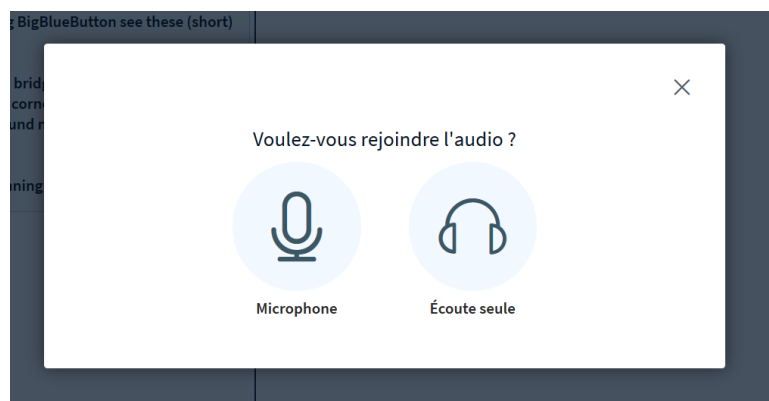 BigBlueButton see these (short)
Voulez-vous rejoindre l'audio ?
Microphone
Écoute seule